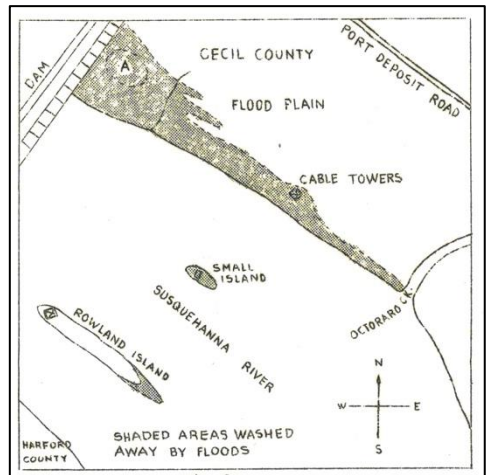 DAM
A
CECIL COUNTY
FLOOD PLAIN
PORT DEPOSIT ROAD
CABLE TOWERS
SMALL
ISLAND
OCTORARO CK.
ROWLAND ISLAND
SUSQUEHANNA
RIVER
N
W
E
S
HARFORD
COUNTY
SHADED AREAS WASHED
AWAY BY FLOODS